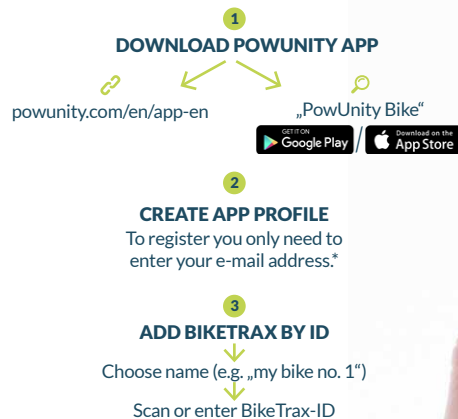 1
DOWNLOAD POWUNITY APP
powunity.com/en/app-en
„PowUnity Bike“
GET IT ON
Google Play
/
Download on the
App Store
2
CREATE APP PROFILE
To register you only need to
enter your e-mail address.*
3
ADD BIKETRAX BY ID
Choose name (e.g. „my bike no. 1“)
Scan or enter BikeTrax-ID